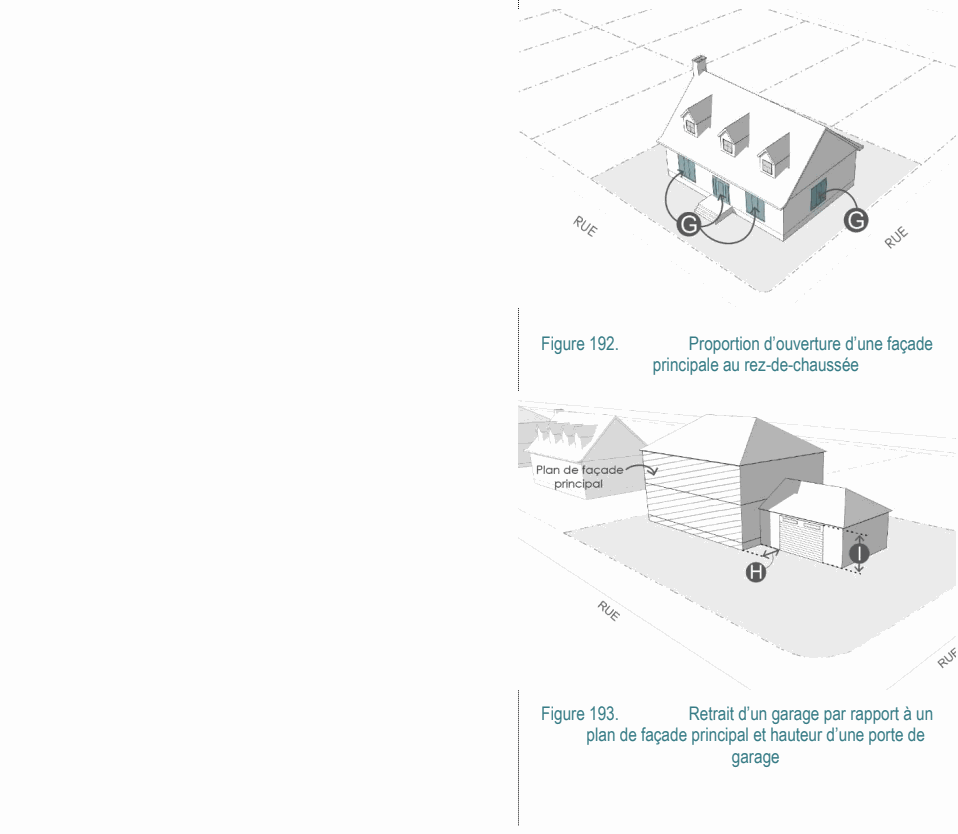 RUE
G
G
RUE
Figure 192. Proportion d’ouverture d’une façade
principale au rez-de-chaussée
Plan de façade
principal
I
H
RUE
RUE
Figure 193. Retrait d’un garage par rapport à un
plan de façade principal et hauteur d’une porte de
garage